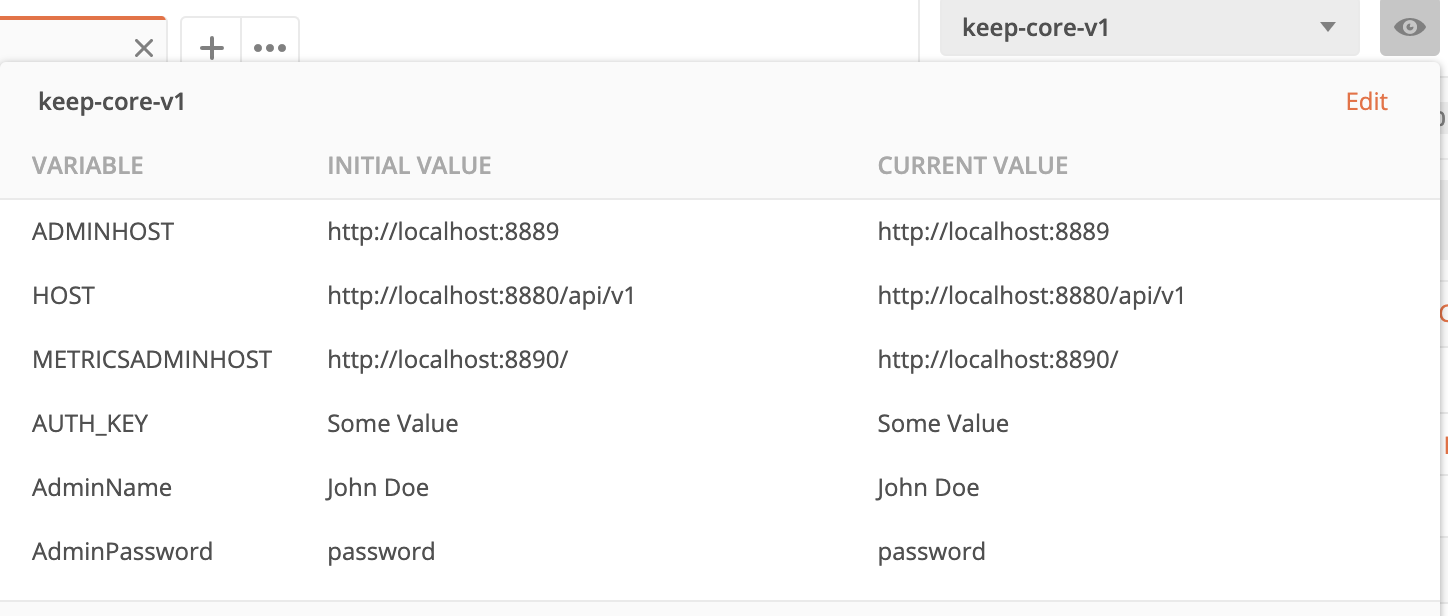 keep-core-v1
keep-core-v1 Edit
VARIABLE INITIAL VALUE CURRENT VALUE
ADMINHOST http://localhost:8889 http://localhost:8889
HOST http://localhost:8880/api/v1 http://localhost:8880/api/v1
METRICSADMINHOST http://localhost:8890/ http://localhost:8890/
AUTH_KEY Some Value Some Value
AdminName John Doe John Doe
AdminPassword password password